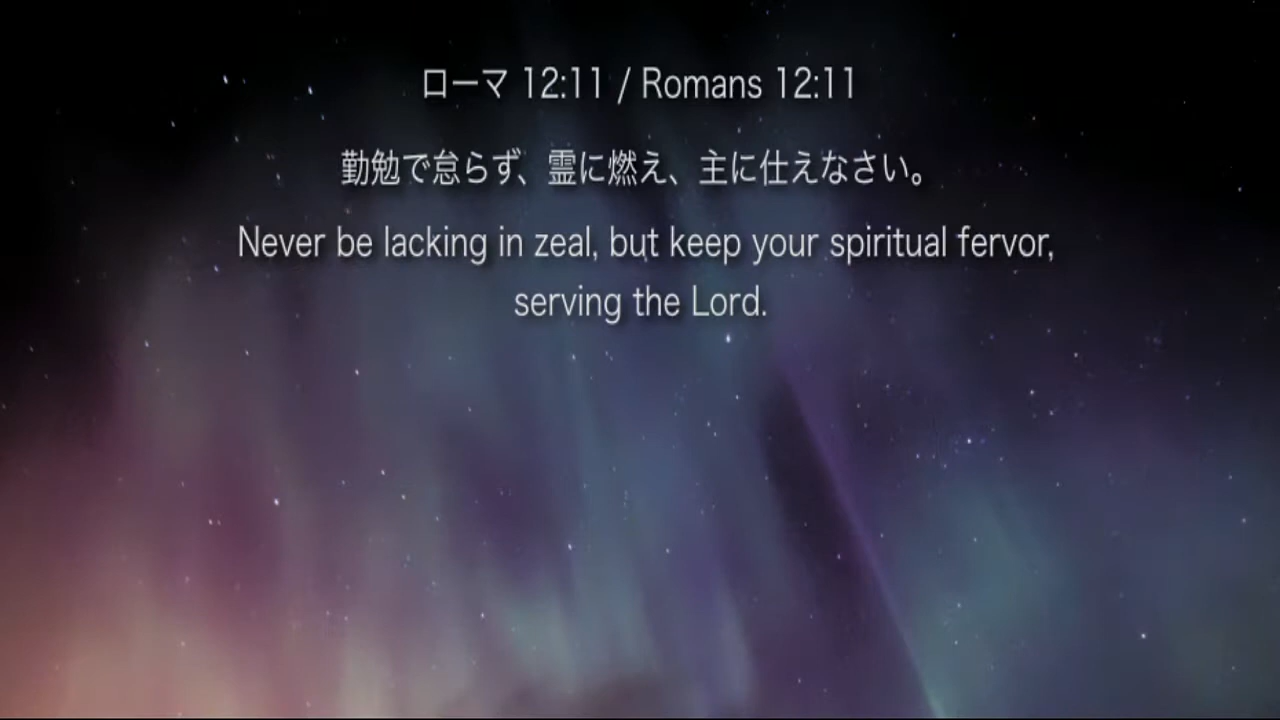 ローマ 12:11 / Romans 12:11
勤勉で怠らず、霊に燃え、主に仕えなさい。
Never be lacking in zeal, but keep your spiritual fervor,
serving the Lord.